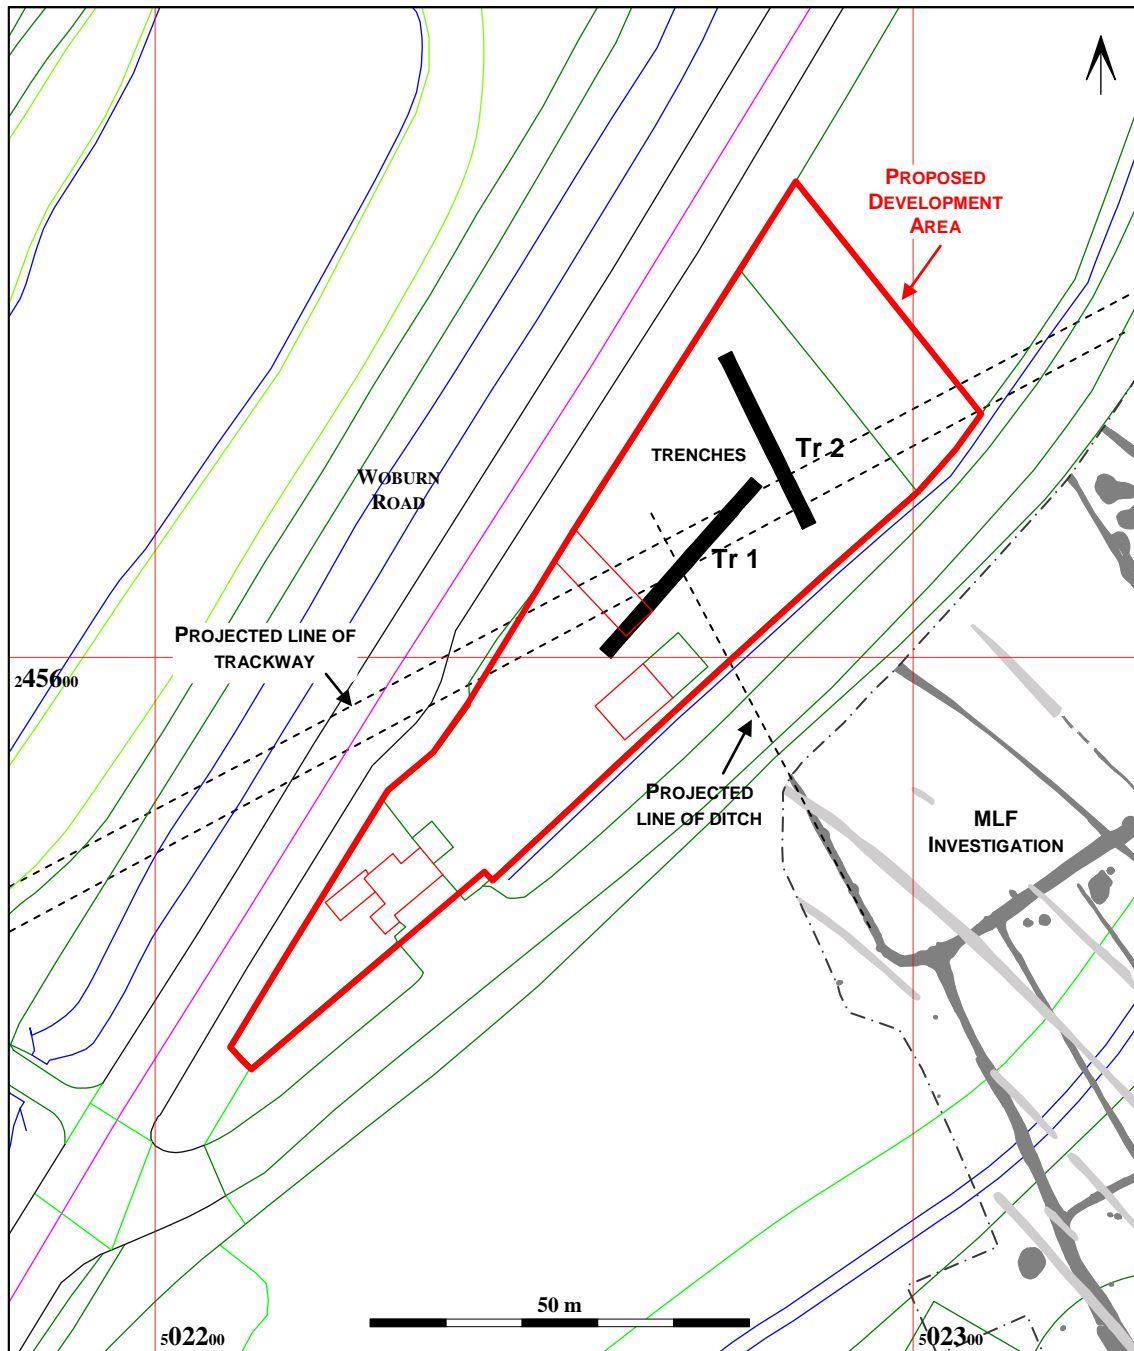 PROPOSED
DEVELOPMENT
AREA
TRENCHES
Tr 2
WOBURN
ROAD
Tr 1
PROJECTED LINE OF
TRACKWAY
245600
PROJECTED
LINE OF DITCH
MLF
INVESTIGATION
50 m
502200
502300